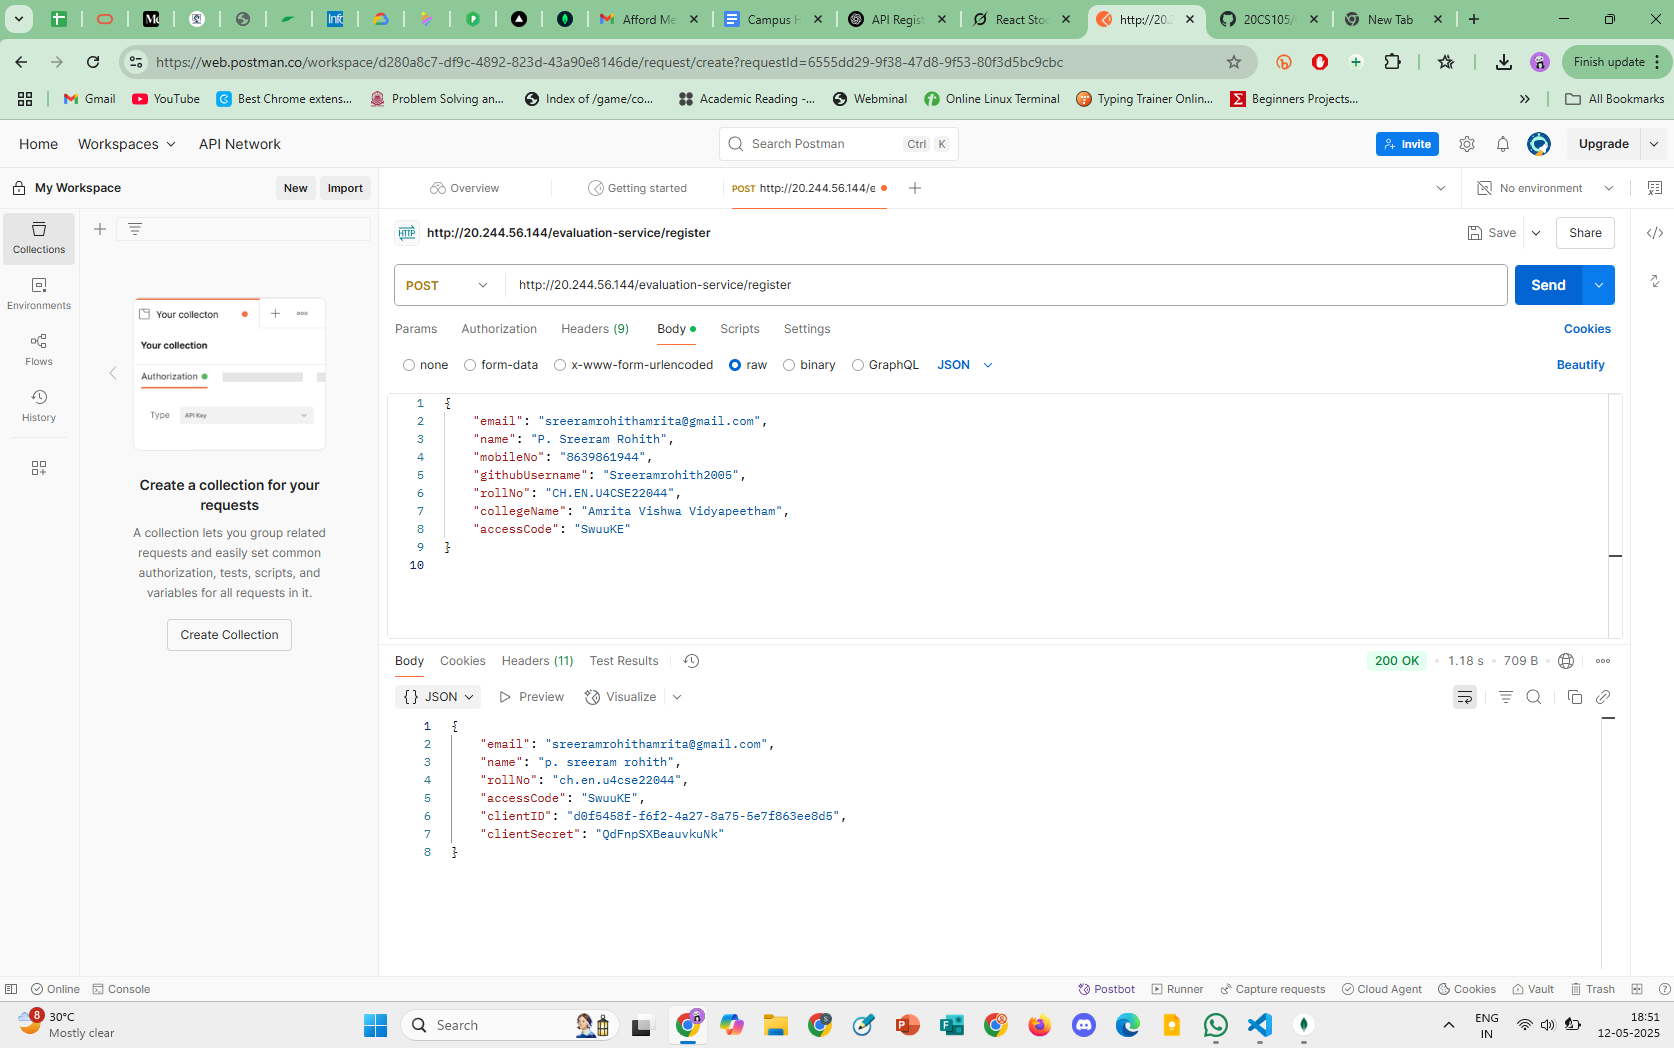 Afford Me
Campus H
API Regist
React Stoc
http://20.2
20CS105/
New Tab
https://web.postman.co/workspace/d280a8c7-df9c-4892-823d-43a90e8146de/request/create?requestId=6555dd29-9f38-47d8-9f53-80f3d5bc9cbc
Finish update
Gmail
YouTube
Best Chrome extens...
Problem Solving an...
Index of /game/co...
Academic Reading -...
Webminal
Online Linux Terminal
Typing Trainer Onlin...
Beginners Projects...
All Bookmarks
Home
Workspaces
API Network
Search Postman
Ctrl K
Invite
Upgrade
My Workspace
New
Import
Overview
Getting started
POST http://20.244.56.144/e
No environment
Collections
Environments
Flows
History
Your collecton
Your collection
Authorization
Type
API Key
Create a collection for your
requests
A collection lets you group related
requests and easily set common
authorization, tests, scripts, and
variables for all requests in it.
Create Collection
HTTP http://20.244.56.144/evaluation-service/register
Save
Share
POST
http://20.244.56.144/evaluation-service/register
Send
Params
Authorization
Headers (9)
Body
Scripts
Settings
Cookies
none
form-data
x-www-form-urlencoded
raw
binary
GraphQL
JSON
Beautify
1 {
2 "email": "sreeramrohithamrita@gmail.com",
3 "name": "P. Sreeram Rohith",
4 "mobileNo": "8639861944",
5 "githubUsername": "Sreeramrohith2005",
6 "rollNo": "CH.EN.U4CSE22044",
7 "collegeName": "Amrita Vishwa Vidyapeetham",
8 "accessCode": "SwuuKE"
9 }
10
Body
Cookies
Headers (11)
Test Results
200 OK
1.18 s
709 B
{} JSON
Preview
Visualize
1 {
2 "email": "sreeramrohithamrita@gmail.com",
3 "name": "p. sreeram rohith",
4 "rollNo": "ch.en.u4cse22044",
5 "accessCode": "SwuuKE",
6 "clientID": "d0f5458f-f6f2-4a27-8a75-5e7f863ee8d5",
7 "clientSecret": "QdFnpSXBeauvkuNk"
8 }
Online
Console
Postbot
Runner
Capture requests
Cloud Agent
Cookies
Vault
Trash
8
30°C
Mostly clear
Search
ENG
IN
18:51
12-05-2025